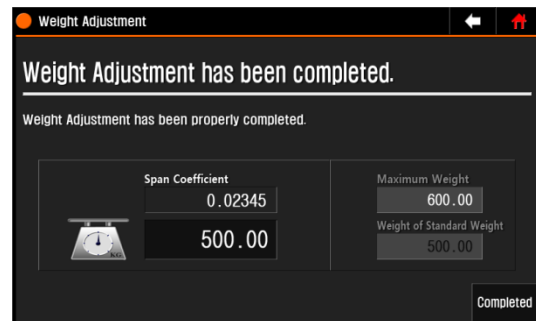 Weight Adjustment
Weight Adjustment has been completed.
Weight Adjustment has been properly completed.
Span Coefficient
0.02345
500.00
KG
Maximum Weight
600.00
Weight of Standard Weight
500.00
Completed